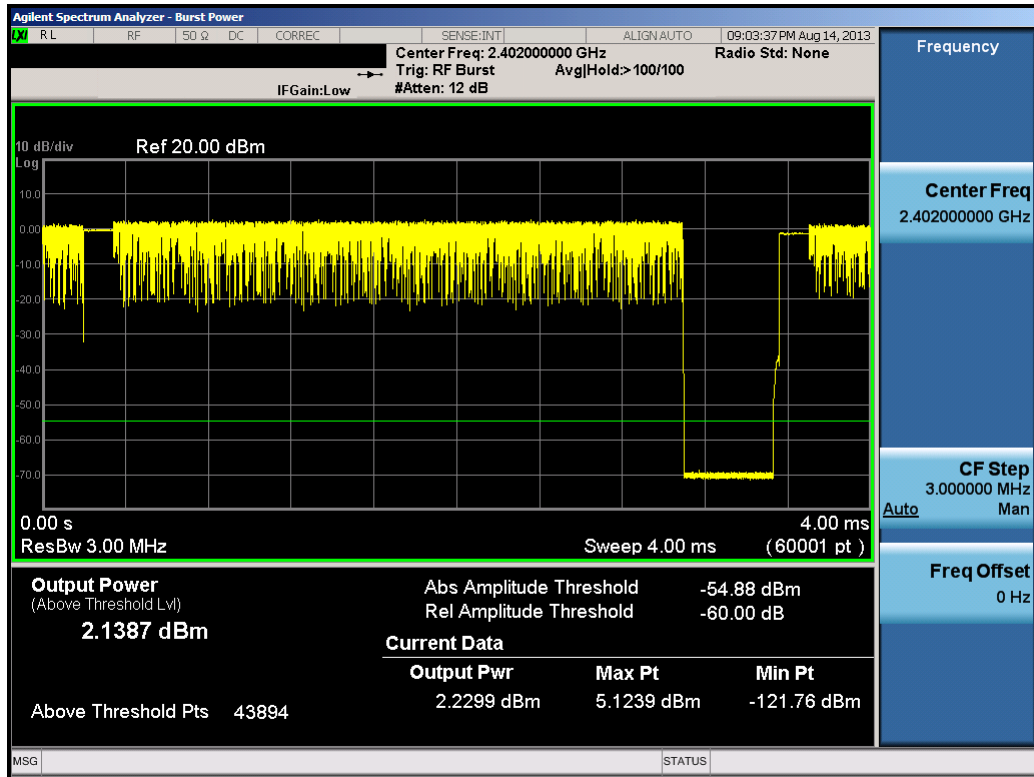 Agilent Spectrum Analyzer - Burst Power
LXI RL RF 50 Ω DC CORREC SENSE:INT ALIGN AUTO 09:03:37 PM Aug 14, 2013
Center Freq: 2.402000000 GHz Radio Std: None
Trig: RF Burst Avg|Hold:>100/100
IFGain:Low #Atten: 12 dB
10 dB/div Ref 20.00 dBm
Log
10.0
0.00
-10.0
-20.0
-30.0
-40.0
-50.0
-60.0
-70.0
0.00 s 4.00 ms
ResBw 3.00 MHz Sweep 4.00 ms (60001 pt)
Output Power
(Above Threshold Lvl)
2.1387 dBm
Above Threshold Pts 43894
Abs Amplitude Threshold -54.88 dBm
Rel Amplitude Threshold -60.00 dB
Current Data
Output Pwr Max Pt Min Pt
2.2299 dBm 5.1239 dBm -121.76 dBm
MSG STATUS
Frequency
Center Freq
2.402000000 GHz
CF Step
3.000000 MHz
Auto Man
Freq Offset
0 Hz